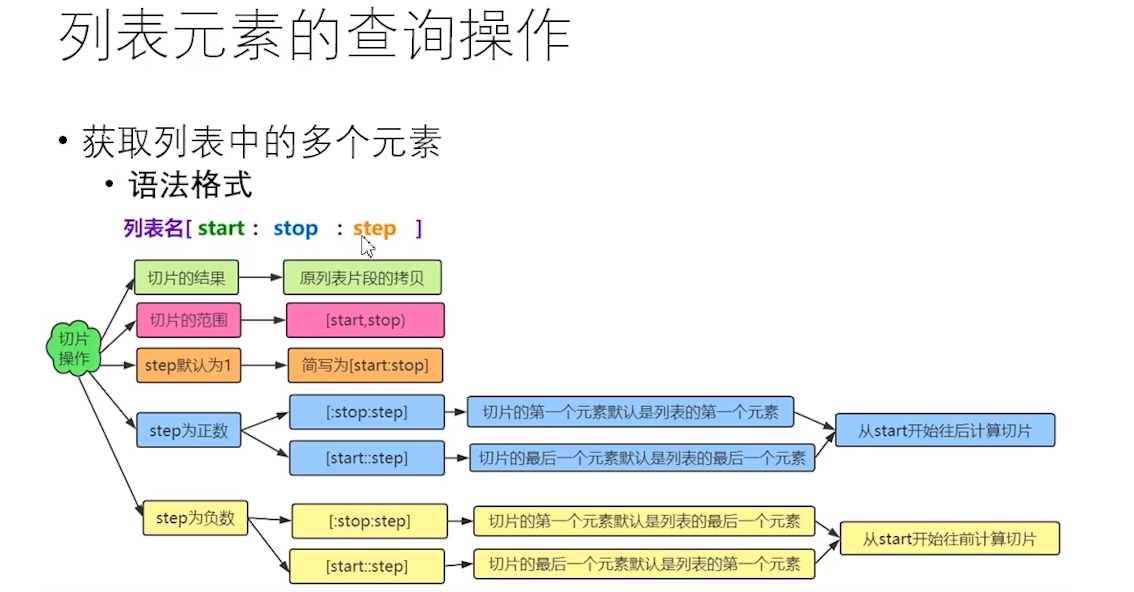 列表元素的查询操作
• 获取列表中的多个元素
• 语法格式
列表名[ start : stop : step ]
切片操作
切片的结果
原列表片段的拷贝
切片的范围
[start,stop)
step默认为1
简写为[start:stop]
step为正数
[:stop:step]
切片的第一个元素默认是列表的第一个元素
[start::step]
切片的最后一个元素默认是列表的最后一个元素
从start开始往后计算切片
step为负数
[:stop:step]
切片的第一个元素默认是列表的最后一个元素
[start::step]
切片的最后一个元素默认是列表的第一个元素
从start开始往前计算切片